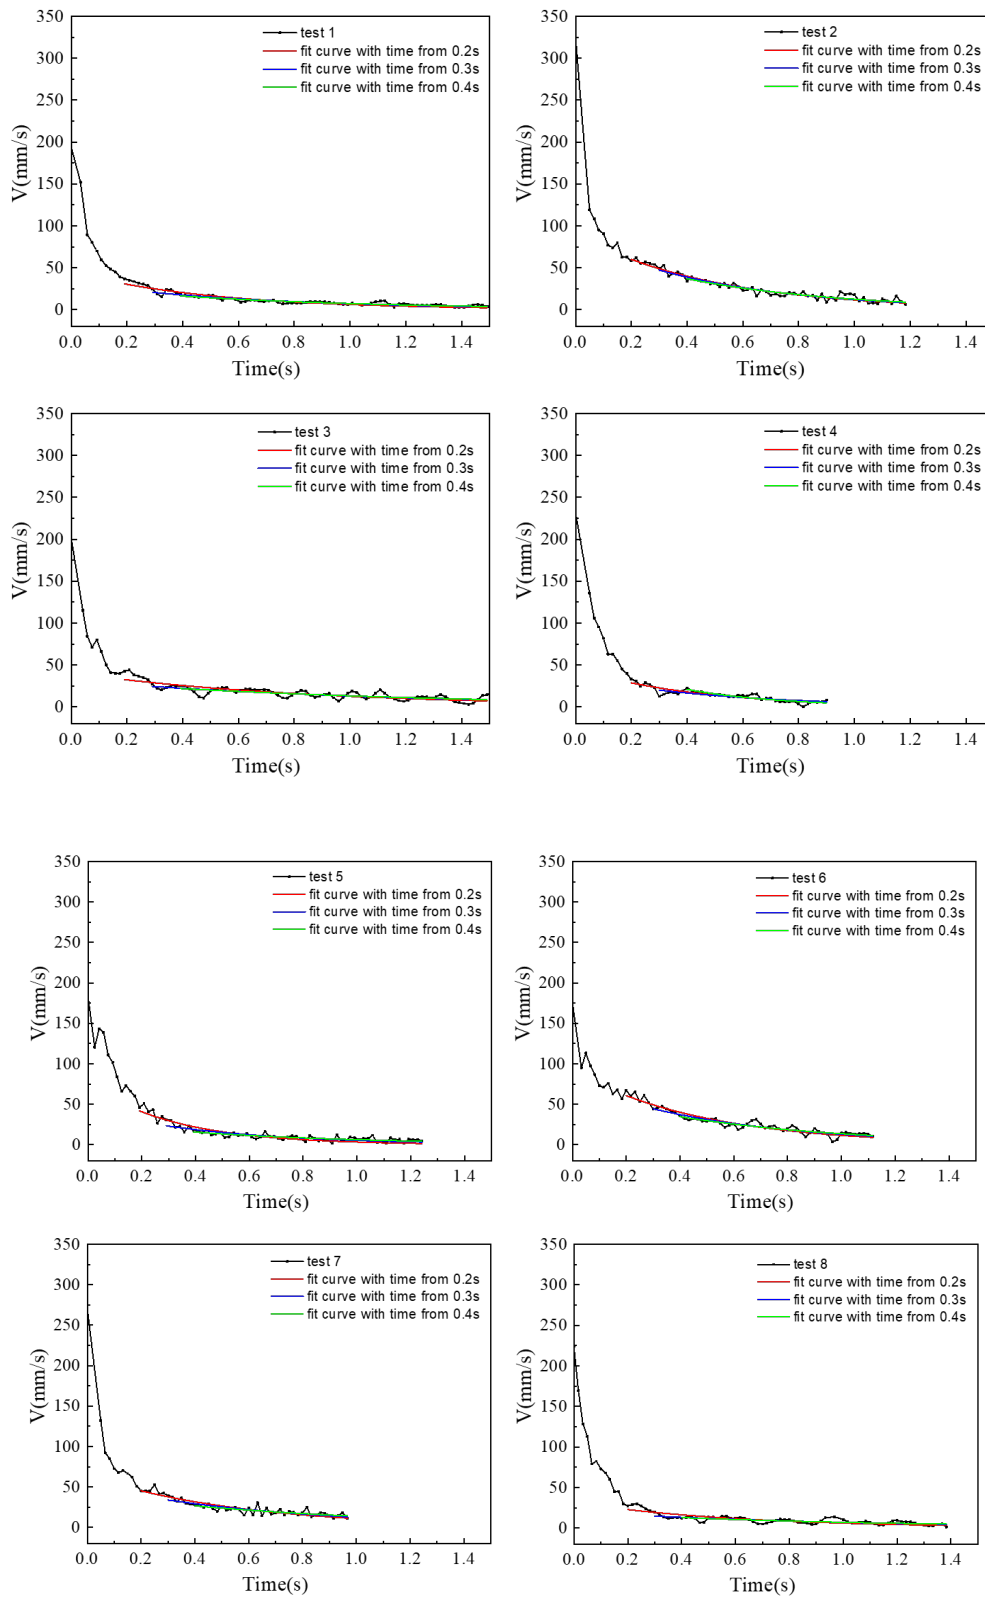 350
300
250
200
150
100
50
0
V(mm/s)
test 1
fit curve with time from 0.2s
fit curve with time from 0.3s
fit curve with time from 0.4s
0.0 0.2 0.4 0.6 0.8 1.0 1.2 1.4
Time(s)
350
300
250
200
150
100
50
0
V(mm/s)
test 2
fit curve with time from 0.2s
fit curve with time from 0.3s
fit curve with time from 0.4s
0.0 0.2 0.4 0.6 0.8 1.0 1.2 1.4
Time(s)
350
300
250
200
150
100
50
0
V(mm/s)
test 3
fit curve with time from 0.2s
fit curve with time from 0.3s
fit curve with time from 0.4s
0.0 0.2 0.4 0.6 0.8 1.0 1.2 1.4
Time(s)
350
300
250
200
150
100
50
0
V(mm/s)
test 4
fit curve with time from 0.2s
fit curve with time from 0.3s
fit curve with time from 0.4s
0.0 0.2 0.4 0.6 0.8 1.0 1.2 1.4
Time(s)
350
300
250
200
150
100
50
0
V(mm/s)
test 5
fit curve with time from 0.2s
fit curve with time from 0.3s
fit curve with time from 0.4s
0.0 0.2 0.4 0.6 0.8 1.0 1.2 1.4
Time(s)
350
300
250
200
150
100
50
0
V(mm/s)
test 6
fit curve with time from 0.2s
fit curve with time from 0.3s
fit curve with time from 0.4s
0.0 0.2 0.4 0.6 0.8 1.0 1.2 1.4
Time(s)
350
300
250
200
150
100
50
0
V(mm/s)
test 7
fit curve with time from 0.2s
fit curve with time from 0.3s
fit curve with time from 0.4s
0.0 0.2 0.4 0.6 0.8 1.0 1.2 1.4
Time(s)
350
300
250
200
150
100
50
0
V(mm/s)
test 8
fit curve with time from 0.2s
fit curve with time from 0.3s
fit curve with time from 0.4s
0.0 0.2 0.4 0.6 0.8 1.0 1.2 1.4
Time(s)